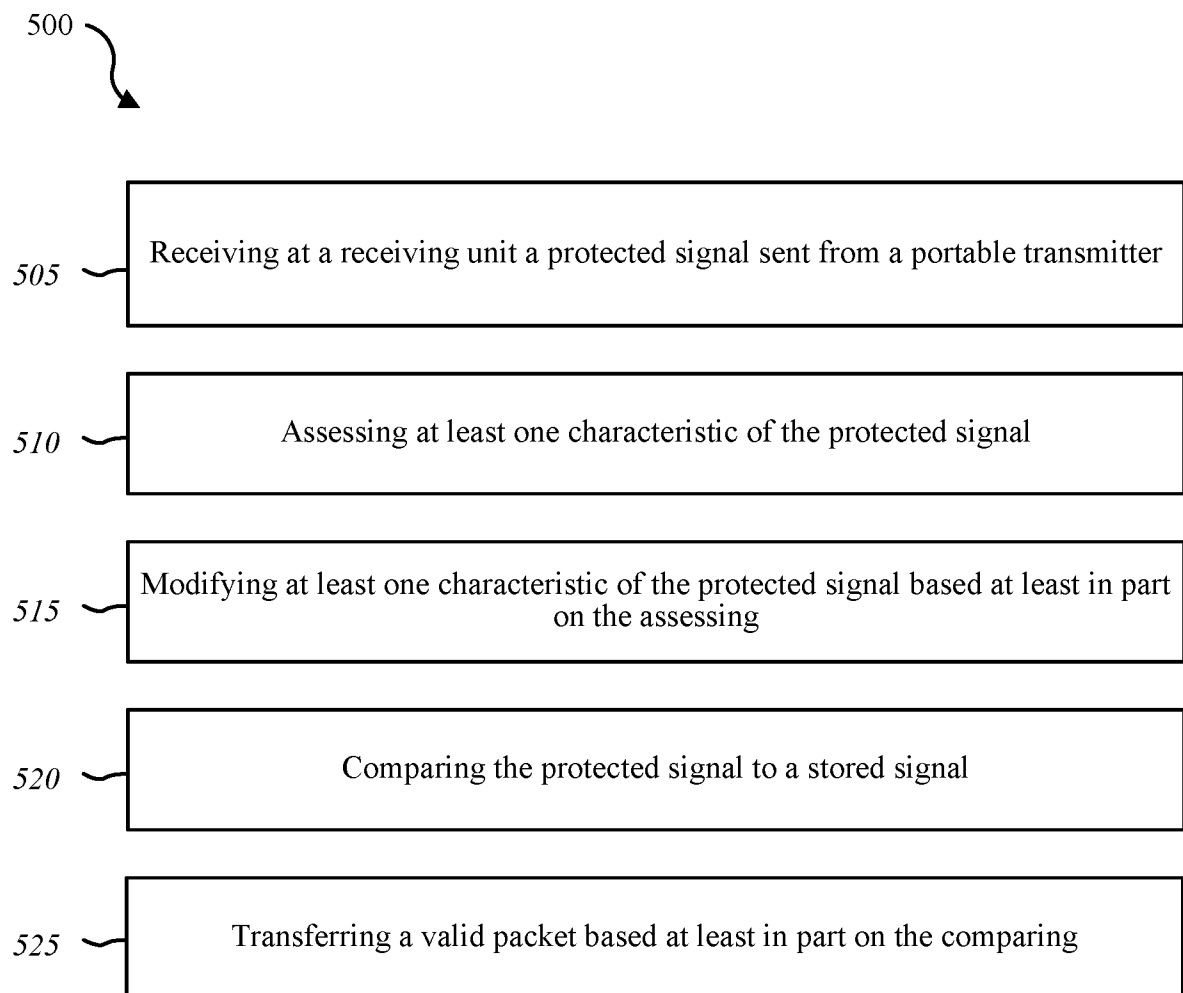 500
505
Receiving at a receiving unit a protected signal sent from a portable transmitter
510
Assessing at least one characteristic of the protected signal
515
Modifying at least one characteristic of the protected signal based at least in part
on the assessing
520
Comparing the protected signal to a stored signal
525
Transferring a valid packet based at least in part on the comparing